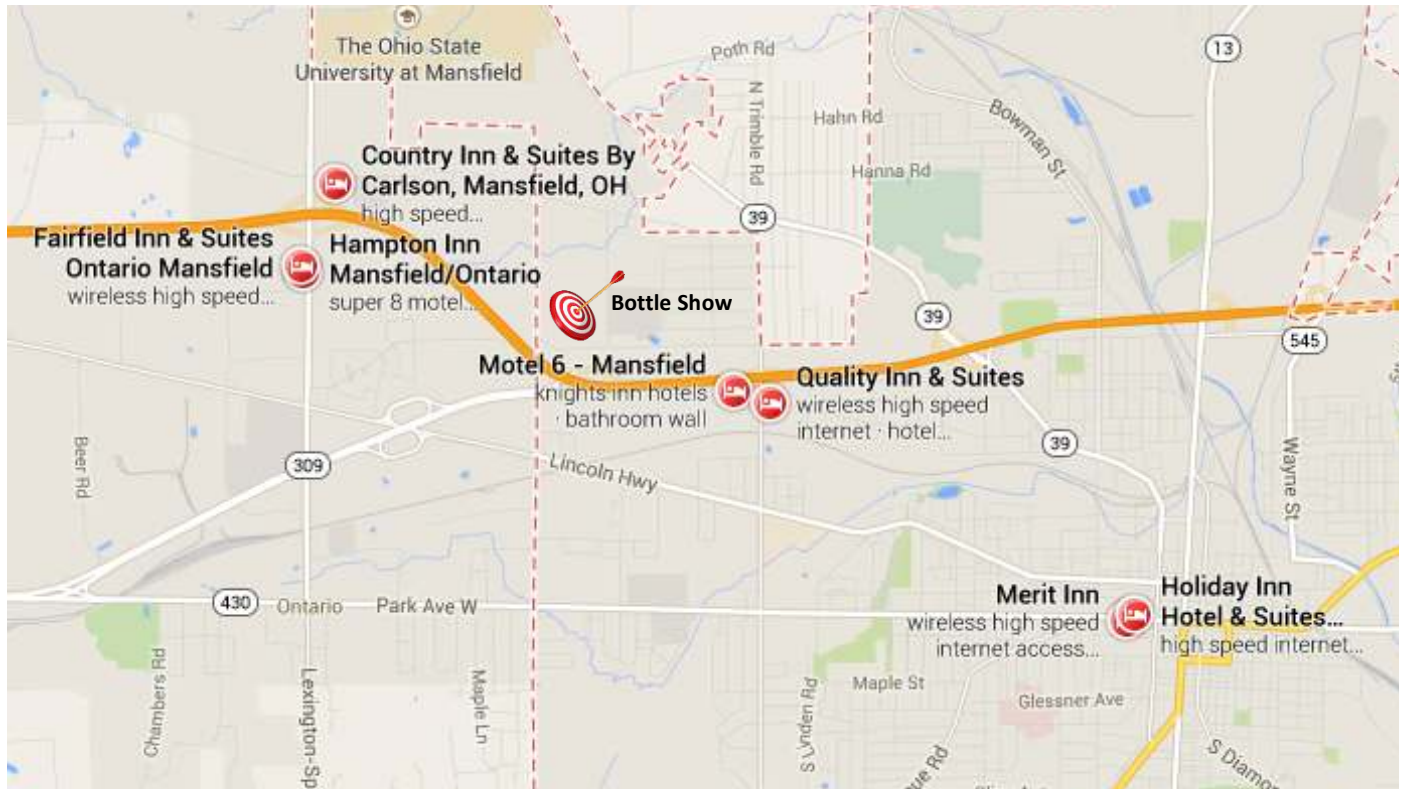 The Ohio State
University at Mansfield
Poth Rd
13
N Trimble Rd
Hahn Rd
Bowman St
Hanna Rd
Country Inn & Suites By
Carlson, Mansfield, OH
high speed...
39
Fairfield Inn & Suites
Ontario Mansfield
wireless high speed...
Hampton Inn
Mansfield/Ontario
super 8 motel...
Bottle Show
39
545
Motel 6 - Mansfield
knights inn hotels
· bathroom wall
Quality Inn & Suites
wireless high speed
internet · hotel...
39
Beer Rd
309
Lincoln Hwy
Wayne St
430
Ontario
Park Ave W
Merit Inn
wireless high speed
internet access...
Holiday Inn
Hotel & Suites...
high speed internet...
Chambers Rd
Lexington-Sp
Maple Ln
S Linden Rd
Maple St
Glessner Ave
S Diamo